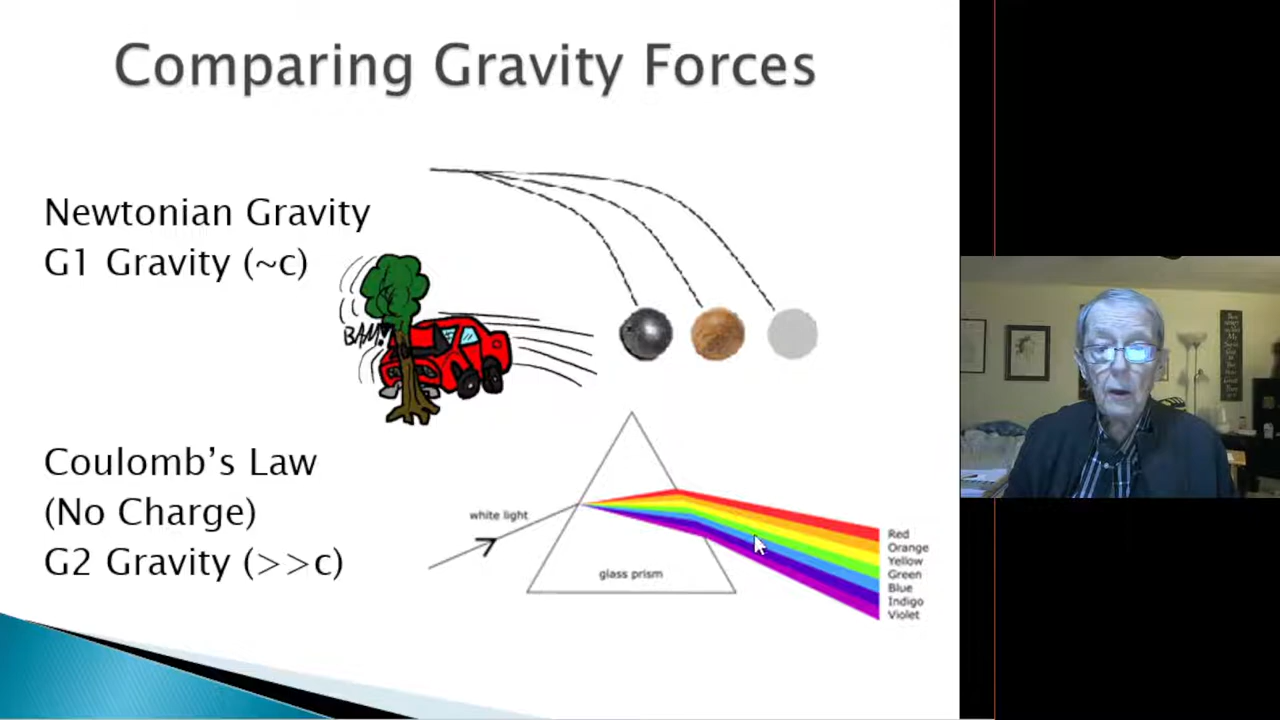 Comparing Gravity Forces
Newtonian Gravity
G1 Gravity (~c)
BAM!
Coulomb's Law
(No Charge)
G2 Gravity (>>c)
white light
glass prism
Red
Orange
Yellow
Green
Blue
Indigo
Violet